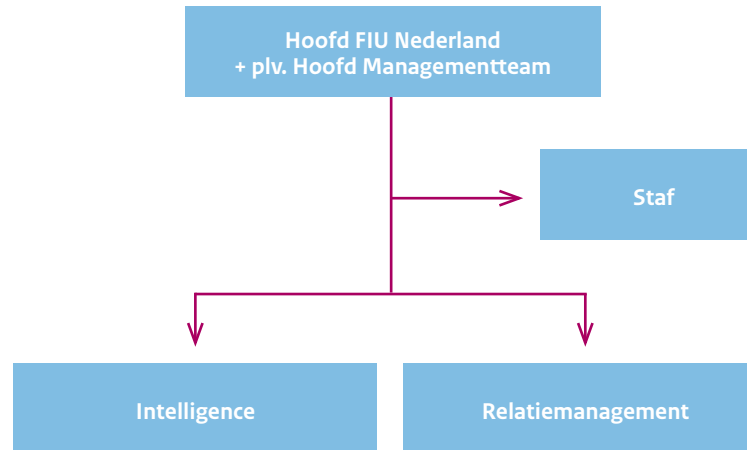 Hoofd FIU Nederland
+ plv. Hoofd Managementteam
Staf
Intelligence
Relatiemanagement